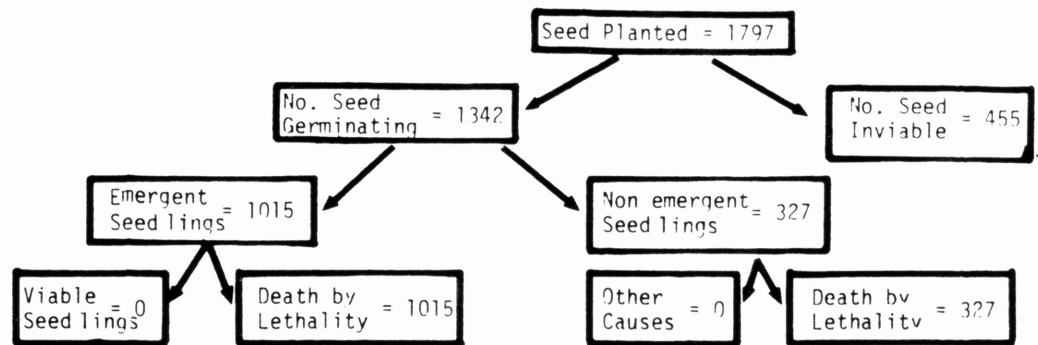 Seed Planted = 1797
No. Seed
Germinating = 1342
No. Seed
Inviable = 455
Emergent
Seedlings = 1015
Non emergent
Seedlings = 327
Viable
Seedlings = 0
Death by
Lethality = 1015
Other
Causes = 0
Death by
Lethality = 327